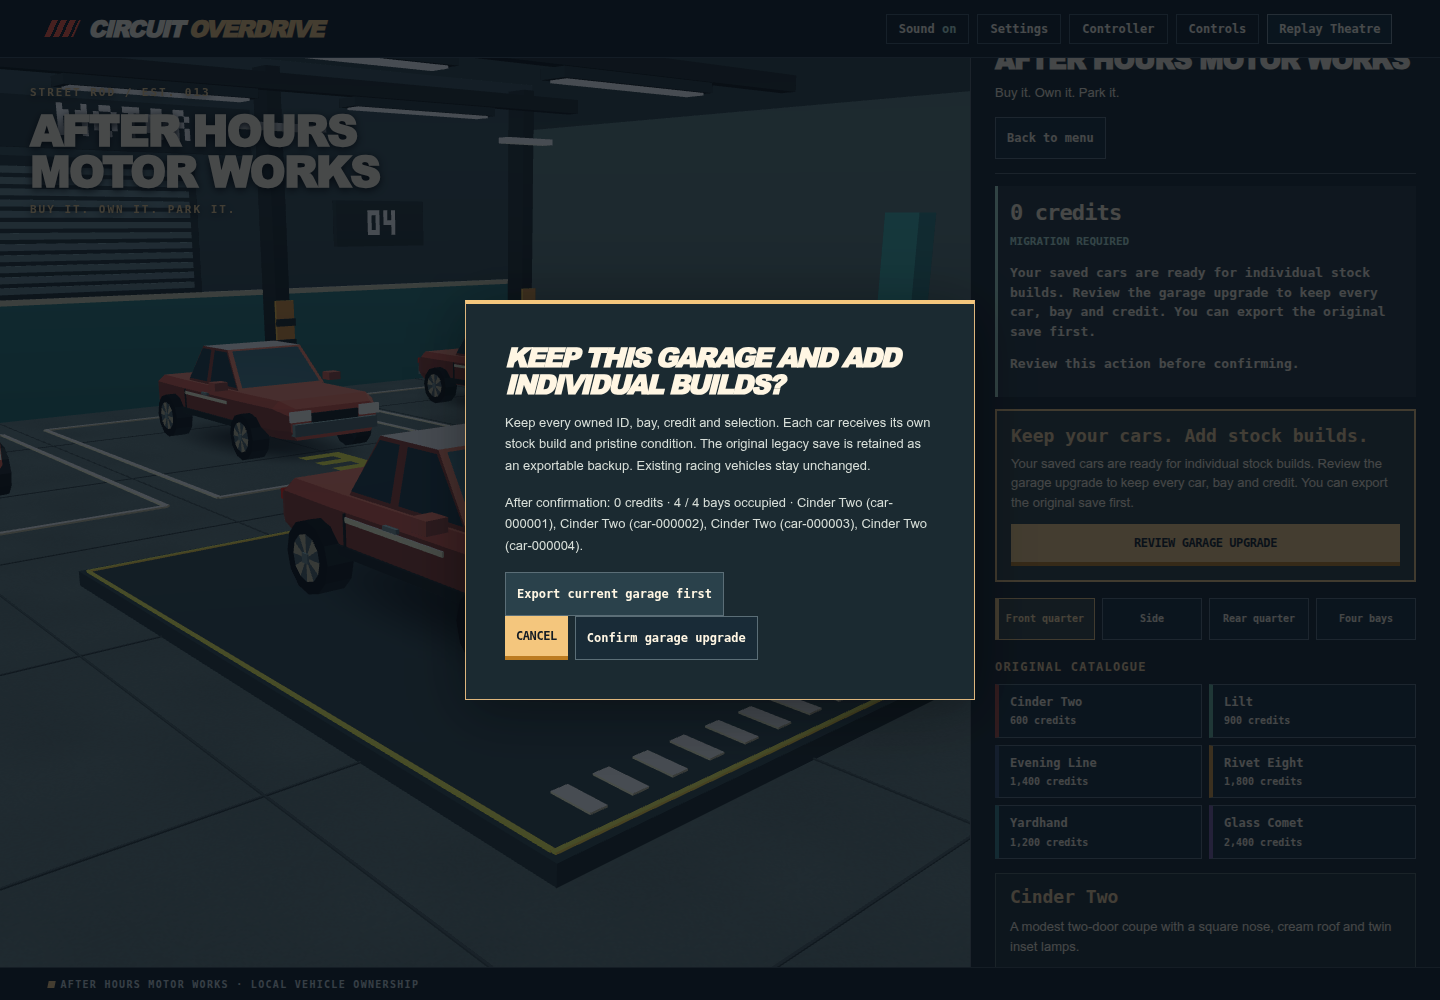 CIRCUIT OVERDRIVE
Sound on
Settings
Controller
Controls
Replay Theatre
STREET ROD / EST. 013
AFTER HOURS
MOTOR WORKS
BUY IT. OWN IT. PARK IT.
04
AFTER HOURS MOTOR WORKS
Buy it. Own it. Park it.
Back to menu
0 credits
MIGRATION REQUIRED
Your saved cars are ready for individual stock
builds. Review the garage upgrade to keep every
car, bay and credit. You can export the original
save first.
Review this action before confirming.
Keep your cars. Add stock builds.
Your saved cars are ready for individual stock builds. Review the
garage upgrade to keep every car, bay and credit. You can export
the original save first.
REVIEW GARAGE UPGRADE
Front quarter
Side
Rear quarter
Four bays
ORIGINAL CATALOGUE
Cinder Two
600 credits
Lilt
900 credits
Evening Line
1,400 credits
Rivet Eight
1,800 credits
Yardhand
1,200 credits
Glass Comet
2,400 credits
Cinder Two
A modest two-door coupe with a square nose, cream roof and twin
inset lamps.
KEEP THIS GARAGE AND ADD
INDIVIDUAL BUILDS?
Keep every owned ID, bay, credit and selection. Each car receives its own
stock build and pristine condition. The original legacy save is retained as
an exportable backup. Existing racing vehicles stay unchanged.
After confirmation: 0 credits · 4 / 4 bays occupied · Cinder Two (car-
000001), Cinder Two (car-000002), Cinder Two (car-000003), Cinder Two
(car-000004).
Export current garage first
CANCEL
Confirm garage upgrade
AFTER HOURS MOTOR WORKS · LOCAL VEHICLE OWNERSHIP